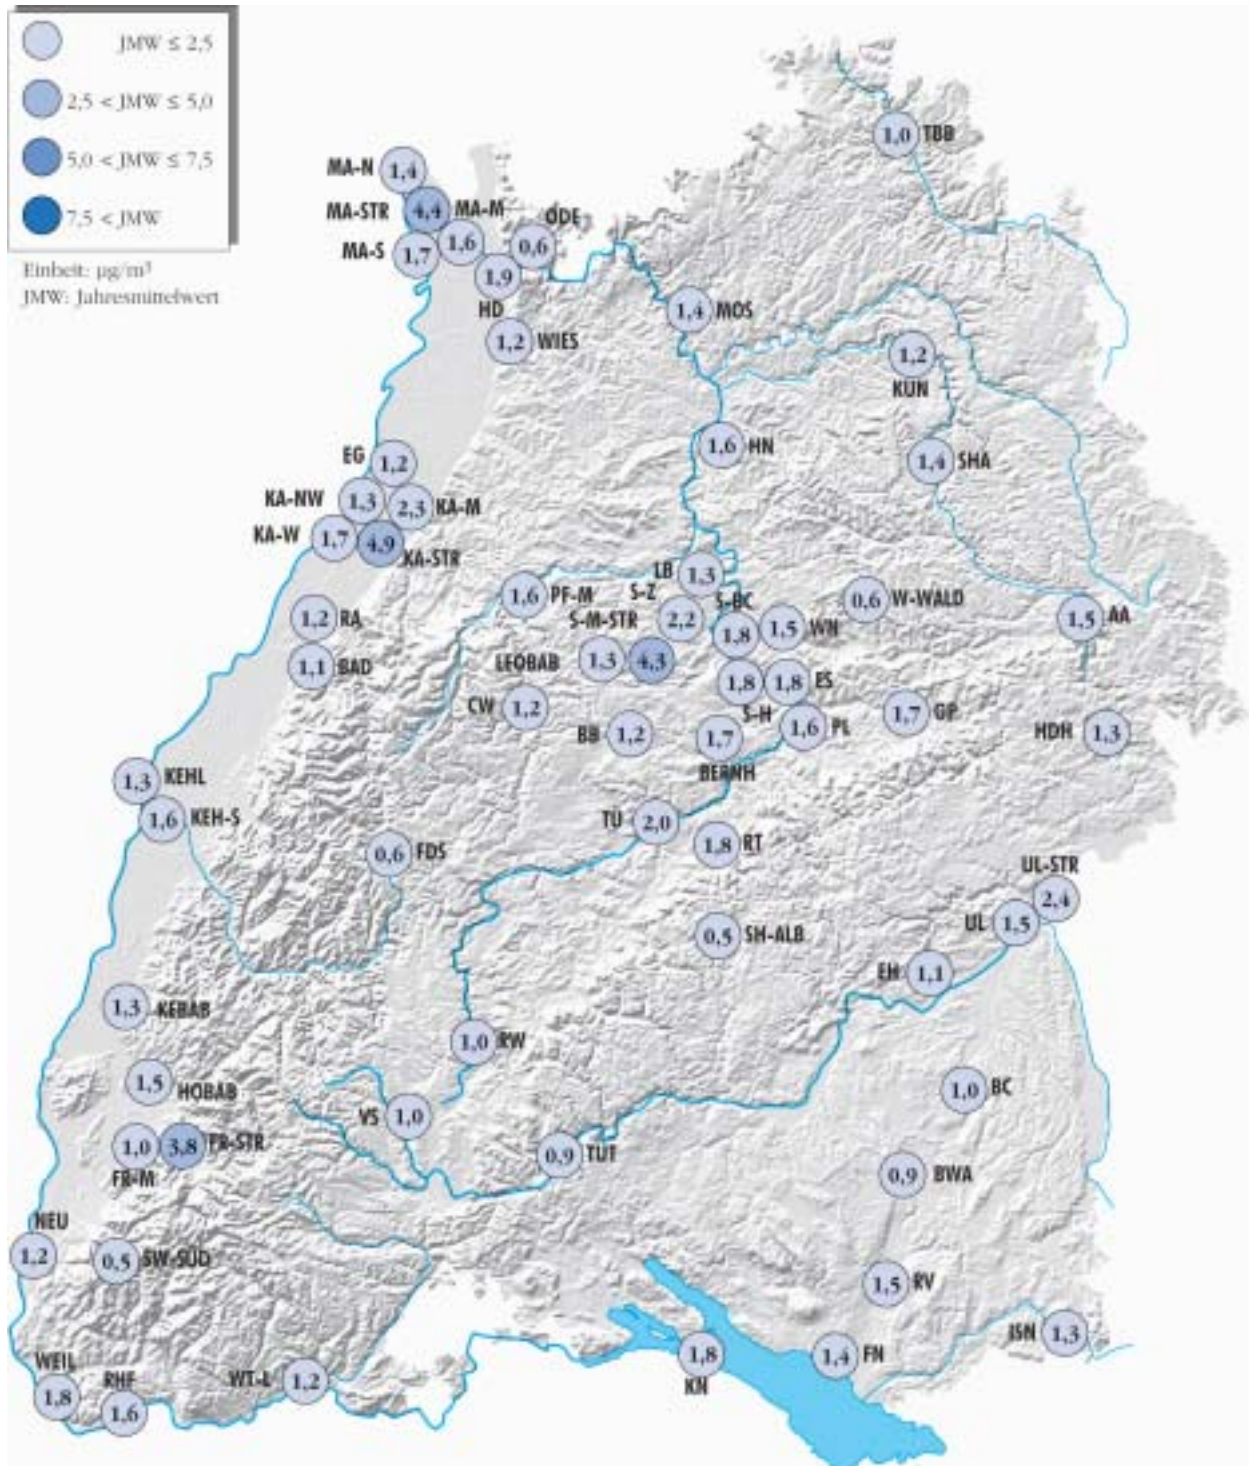 JMW ≤ 2,5
2,5 < JMW ≤ 5,0
5,0 < JMW ≤ 7,5
7,5 < JMW
Einheit: µg/m³
JMW: Jahresmittelwert
1,0 TBB
MA-N 1,4
MA-STR 4,4 MA-M
ODE
MA-S 1,7 1,6 0,6
1,9
HD
1,4 MOS
1,2 WIES
1,2
KUN
EG 1,2
1,6 HN
1,4 SHA
KA-NW 1,3 2,3 KA-M
KA-W 1,7 4,9
KA-STR
LB 1,3
1,6 PF-M
S-Z
S-BC
0,6 W-WALD
1,2 RA
S-M-STR 2,2 1,8 1,5 WN
1,5 AA
1,1 BAD
LEOBAB 1,3 4,3
1,8 1,8 ES
CW 1,2
S-H
1,7 GP
BB 1,2 1,7 1,6 PL
HDH 1,3
BERNH
1,3 KEHL
1,6 KEH-S
TÜ 2,0
1,8 RT
0,6 FDS
UL-STR
2,4
UL 1,5
0,5 SH-ALB
EH 1,1
1,3 KEBAB
1,0 RW
1,5 HOBAB
1,0 BC
VS 1,0
1,0 3,8 FR-STR
FR-M
0,9 TUT
0,9 BWA
NEU
1,2 0,5 SW-SÜD
1,5 RV
ISN 1,3
WEIL
1,8
RHF
1,6
WT-L 1,2
1,8
KN
1,4 FN